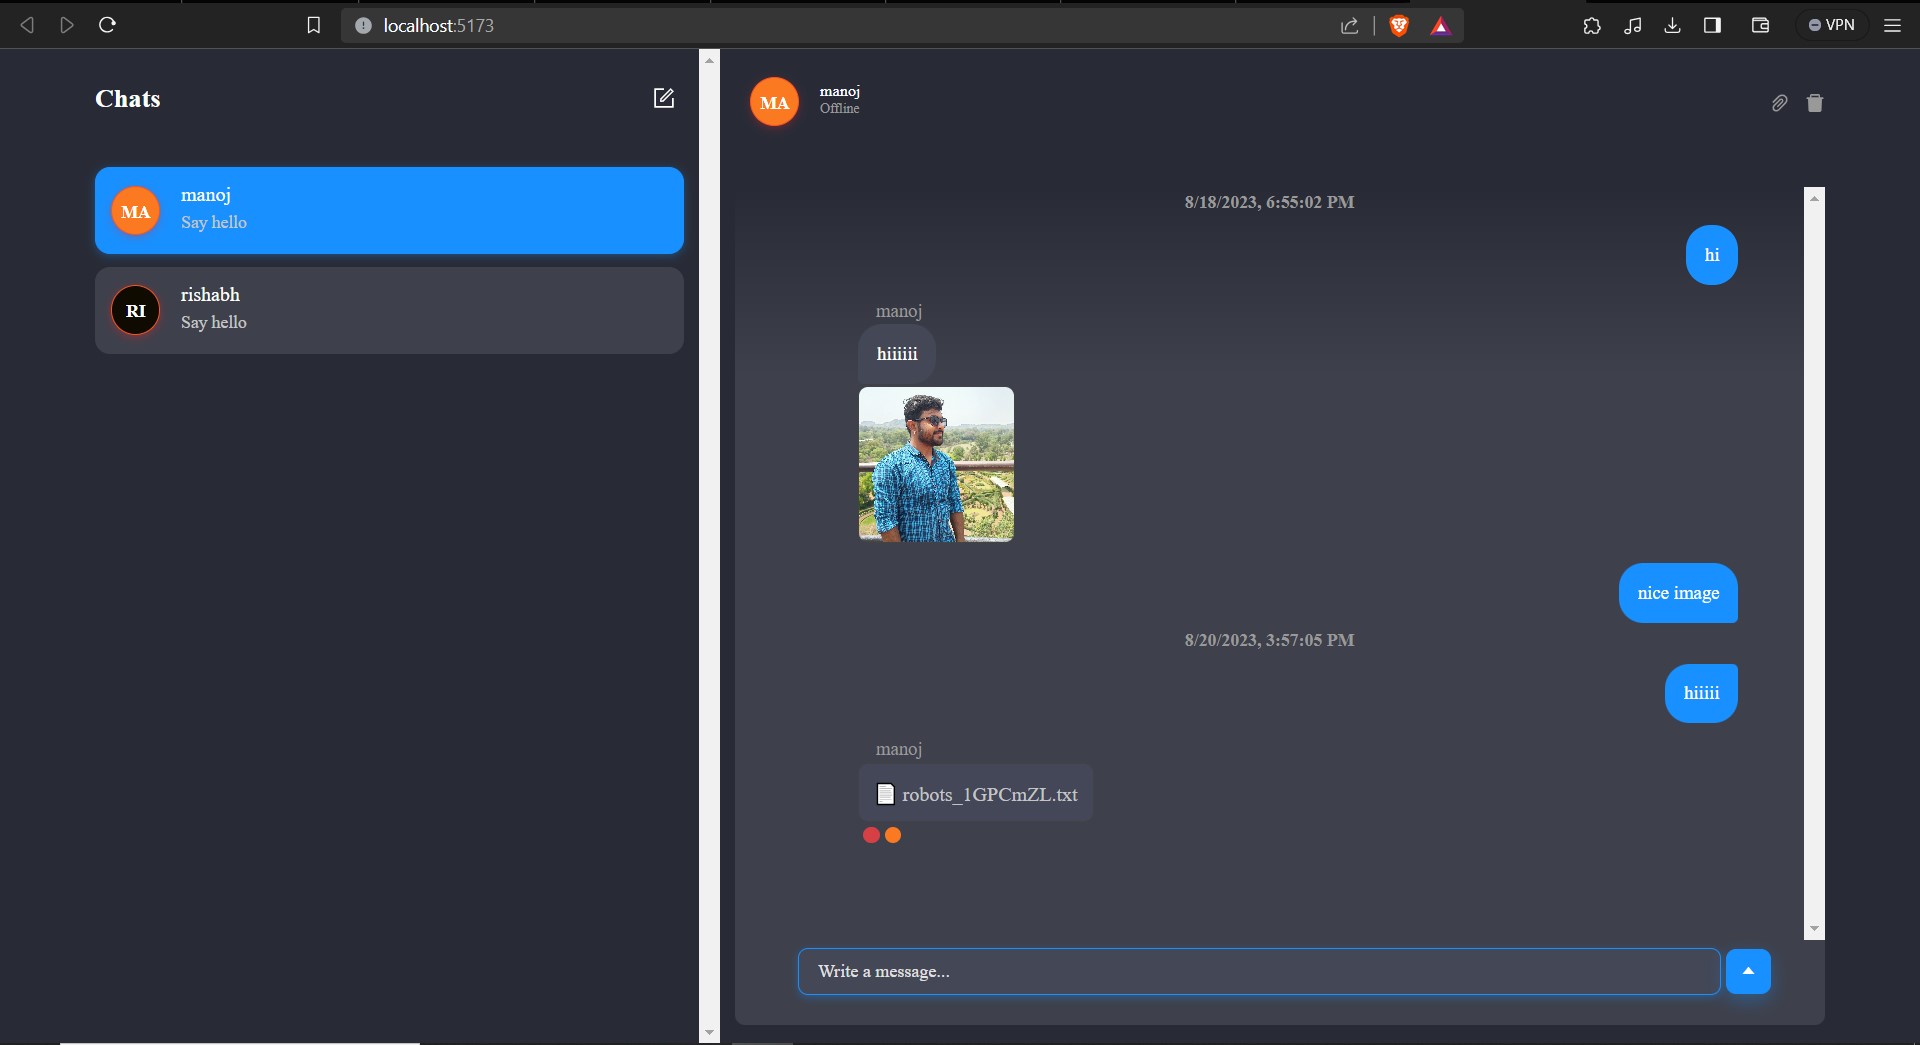 localhost:5173
VPN
Chats
MA
manoj
Say hello
RI
rishabh
Say hello
MA
manoj
Offline
8/18/2023, 6:55:02 PM
hi
manoj
hiiiiii
nice image
8/20/2023, 3:57:05 PM
hiiiii
manoj
robots_1GPCmZL.txt
Write a message...